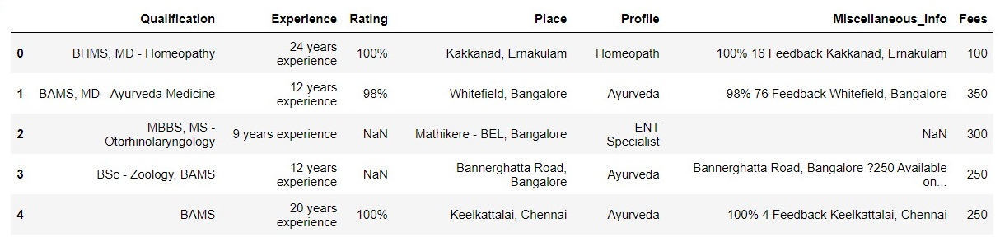 Qualification Experience Rating Place Profile Miscellaneous_Info Fees
0 BHMS, MD - Homeopathy 24 years experience 100% Kakkanad, Ernakulam Homeopath 100% 16 Feedback Kakkanad, Ernakulam 100
1 BAMS, MD - Ayurveda Medicine 12 years experience 98% Whitefield, Bangalore Ayurveda 98% 76 Feedback Whitefield, Bangalore 350
2 MBBS, MS - Otorhinolaryngology 9 years experience NaN Mathikere - BEL, Bangalore ENT Specialist NaN 300
3 BSc - Zoology, BAMS 12 years experience NaN Bannerghatta Road, Bangalore Ayurveda Bannerghatta Road, Bangalore ?250 Available on... 250
4 BAMS 20 years experience 100% Keelkattalai, Chennai Ayurveda 100% 4 Feedback Keelkattalai, Chennai 250